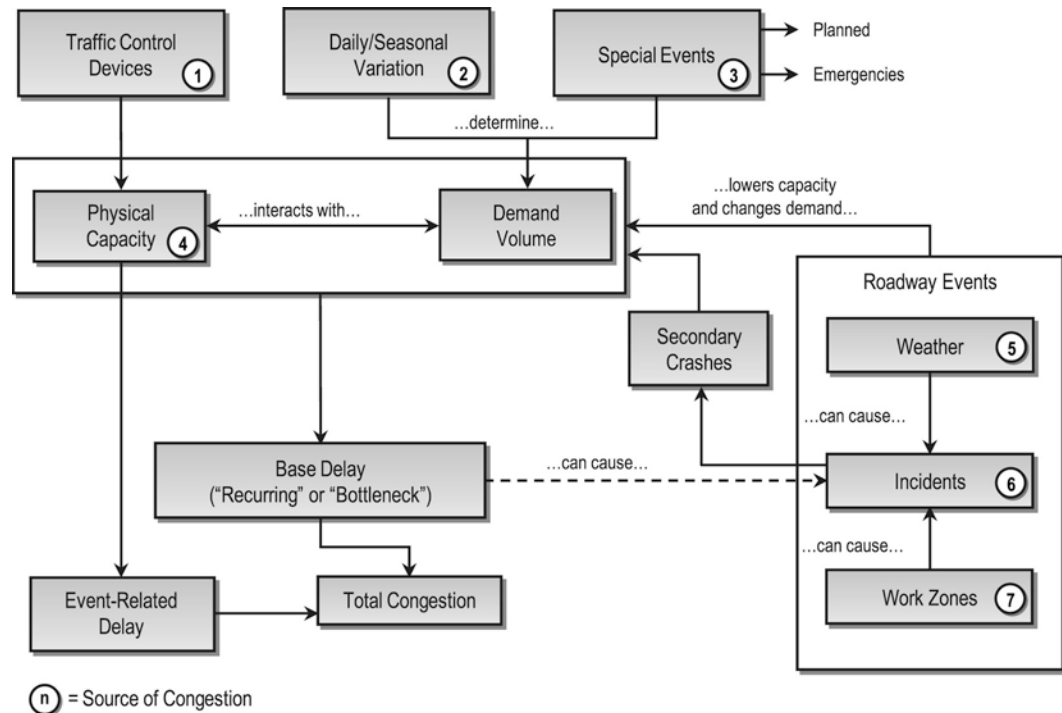 Traffic Control
Devices
1
Daily/Seasonal
Variation
2
Special Events
3
Planned
Emergencies
…determine…
Physical
Capacity
4
…interacts with…
Demand
Volume
…lowers capacity
and changes demand…
Roadway Events
Secondary
Crashes
Weather
5
…can cause…
Base Delay
(“Recurring” or “Bottleneck”)
…can cause…
Incidents
6
…can cause…
Event-Related
Delay
Total Congestion
Work Zones
7
n = Source of Congestion